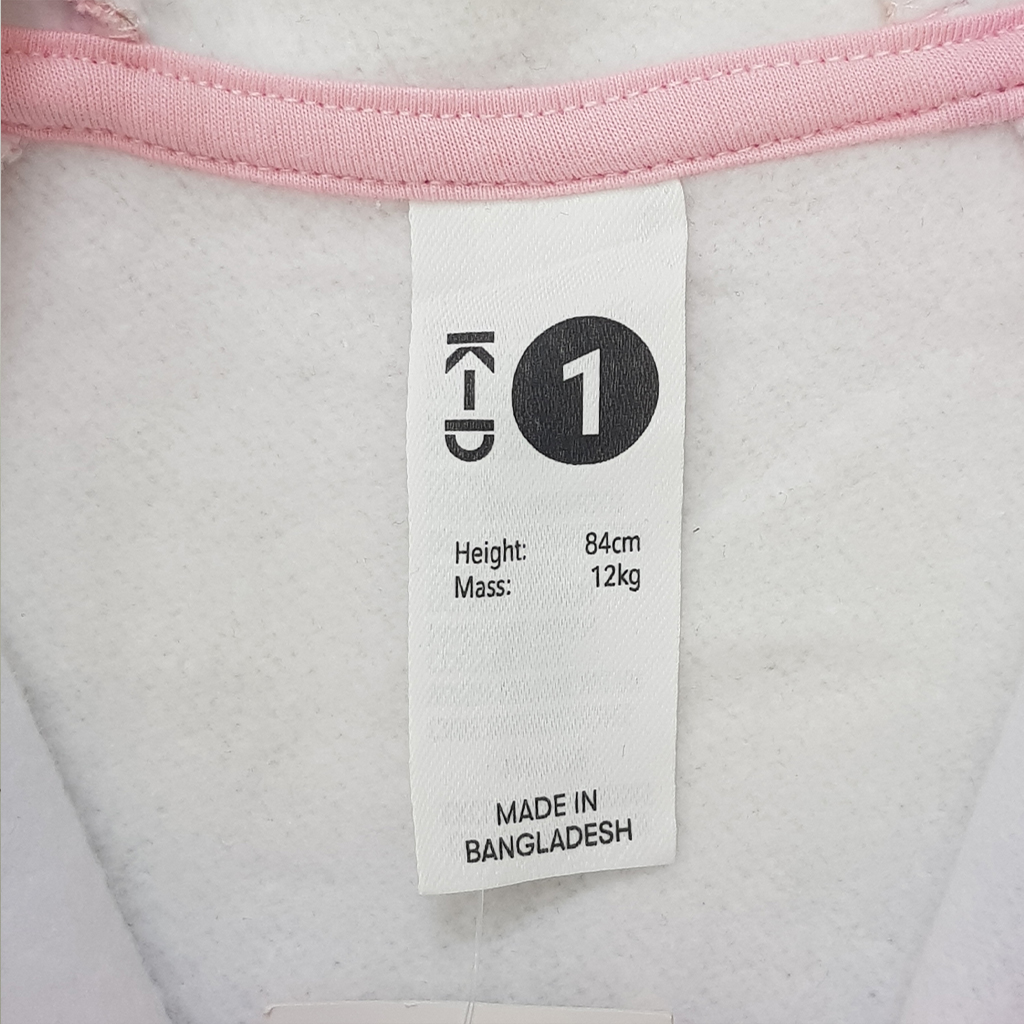 K-D
1
Height: 84cm
Mass: 12kg
MADE IN
BANGLADESH